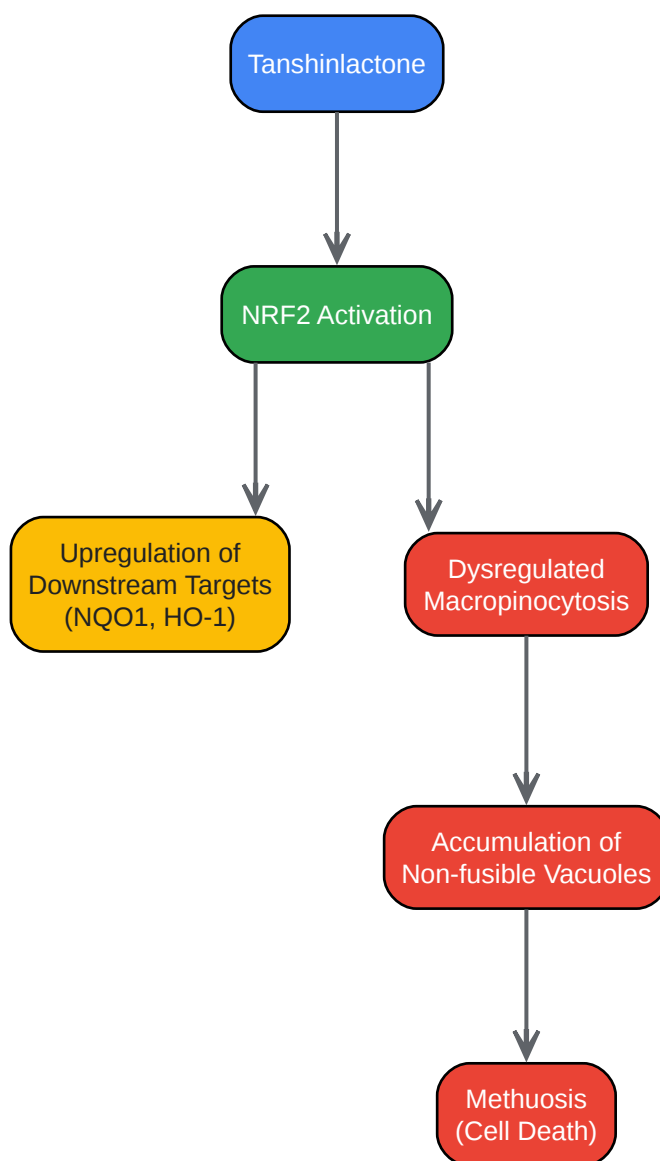 Tanshinlactone
NRF2 Activation
Upregulation of
Downstream Targets
(NQO1, HO-1)
Dysregulated
Macropinocytosis
Accumulation of
Non-fusible Vacuoles
Methuosis
(Cell Death)